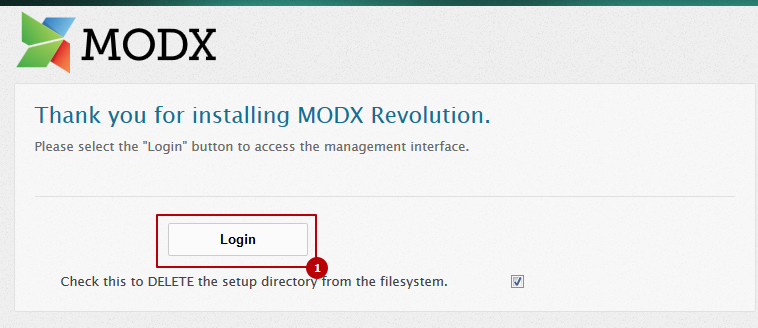 MODX
Thank you for installing MODX Revolution.
Please select the "Login" button to access the management interface.
Login
1
Check this to DELETE the setup directory from the filesystem.